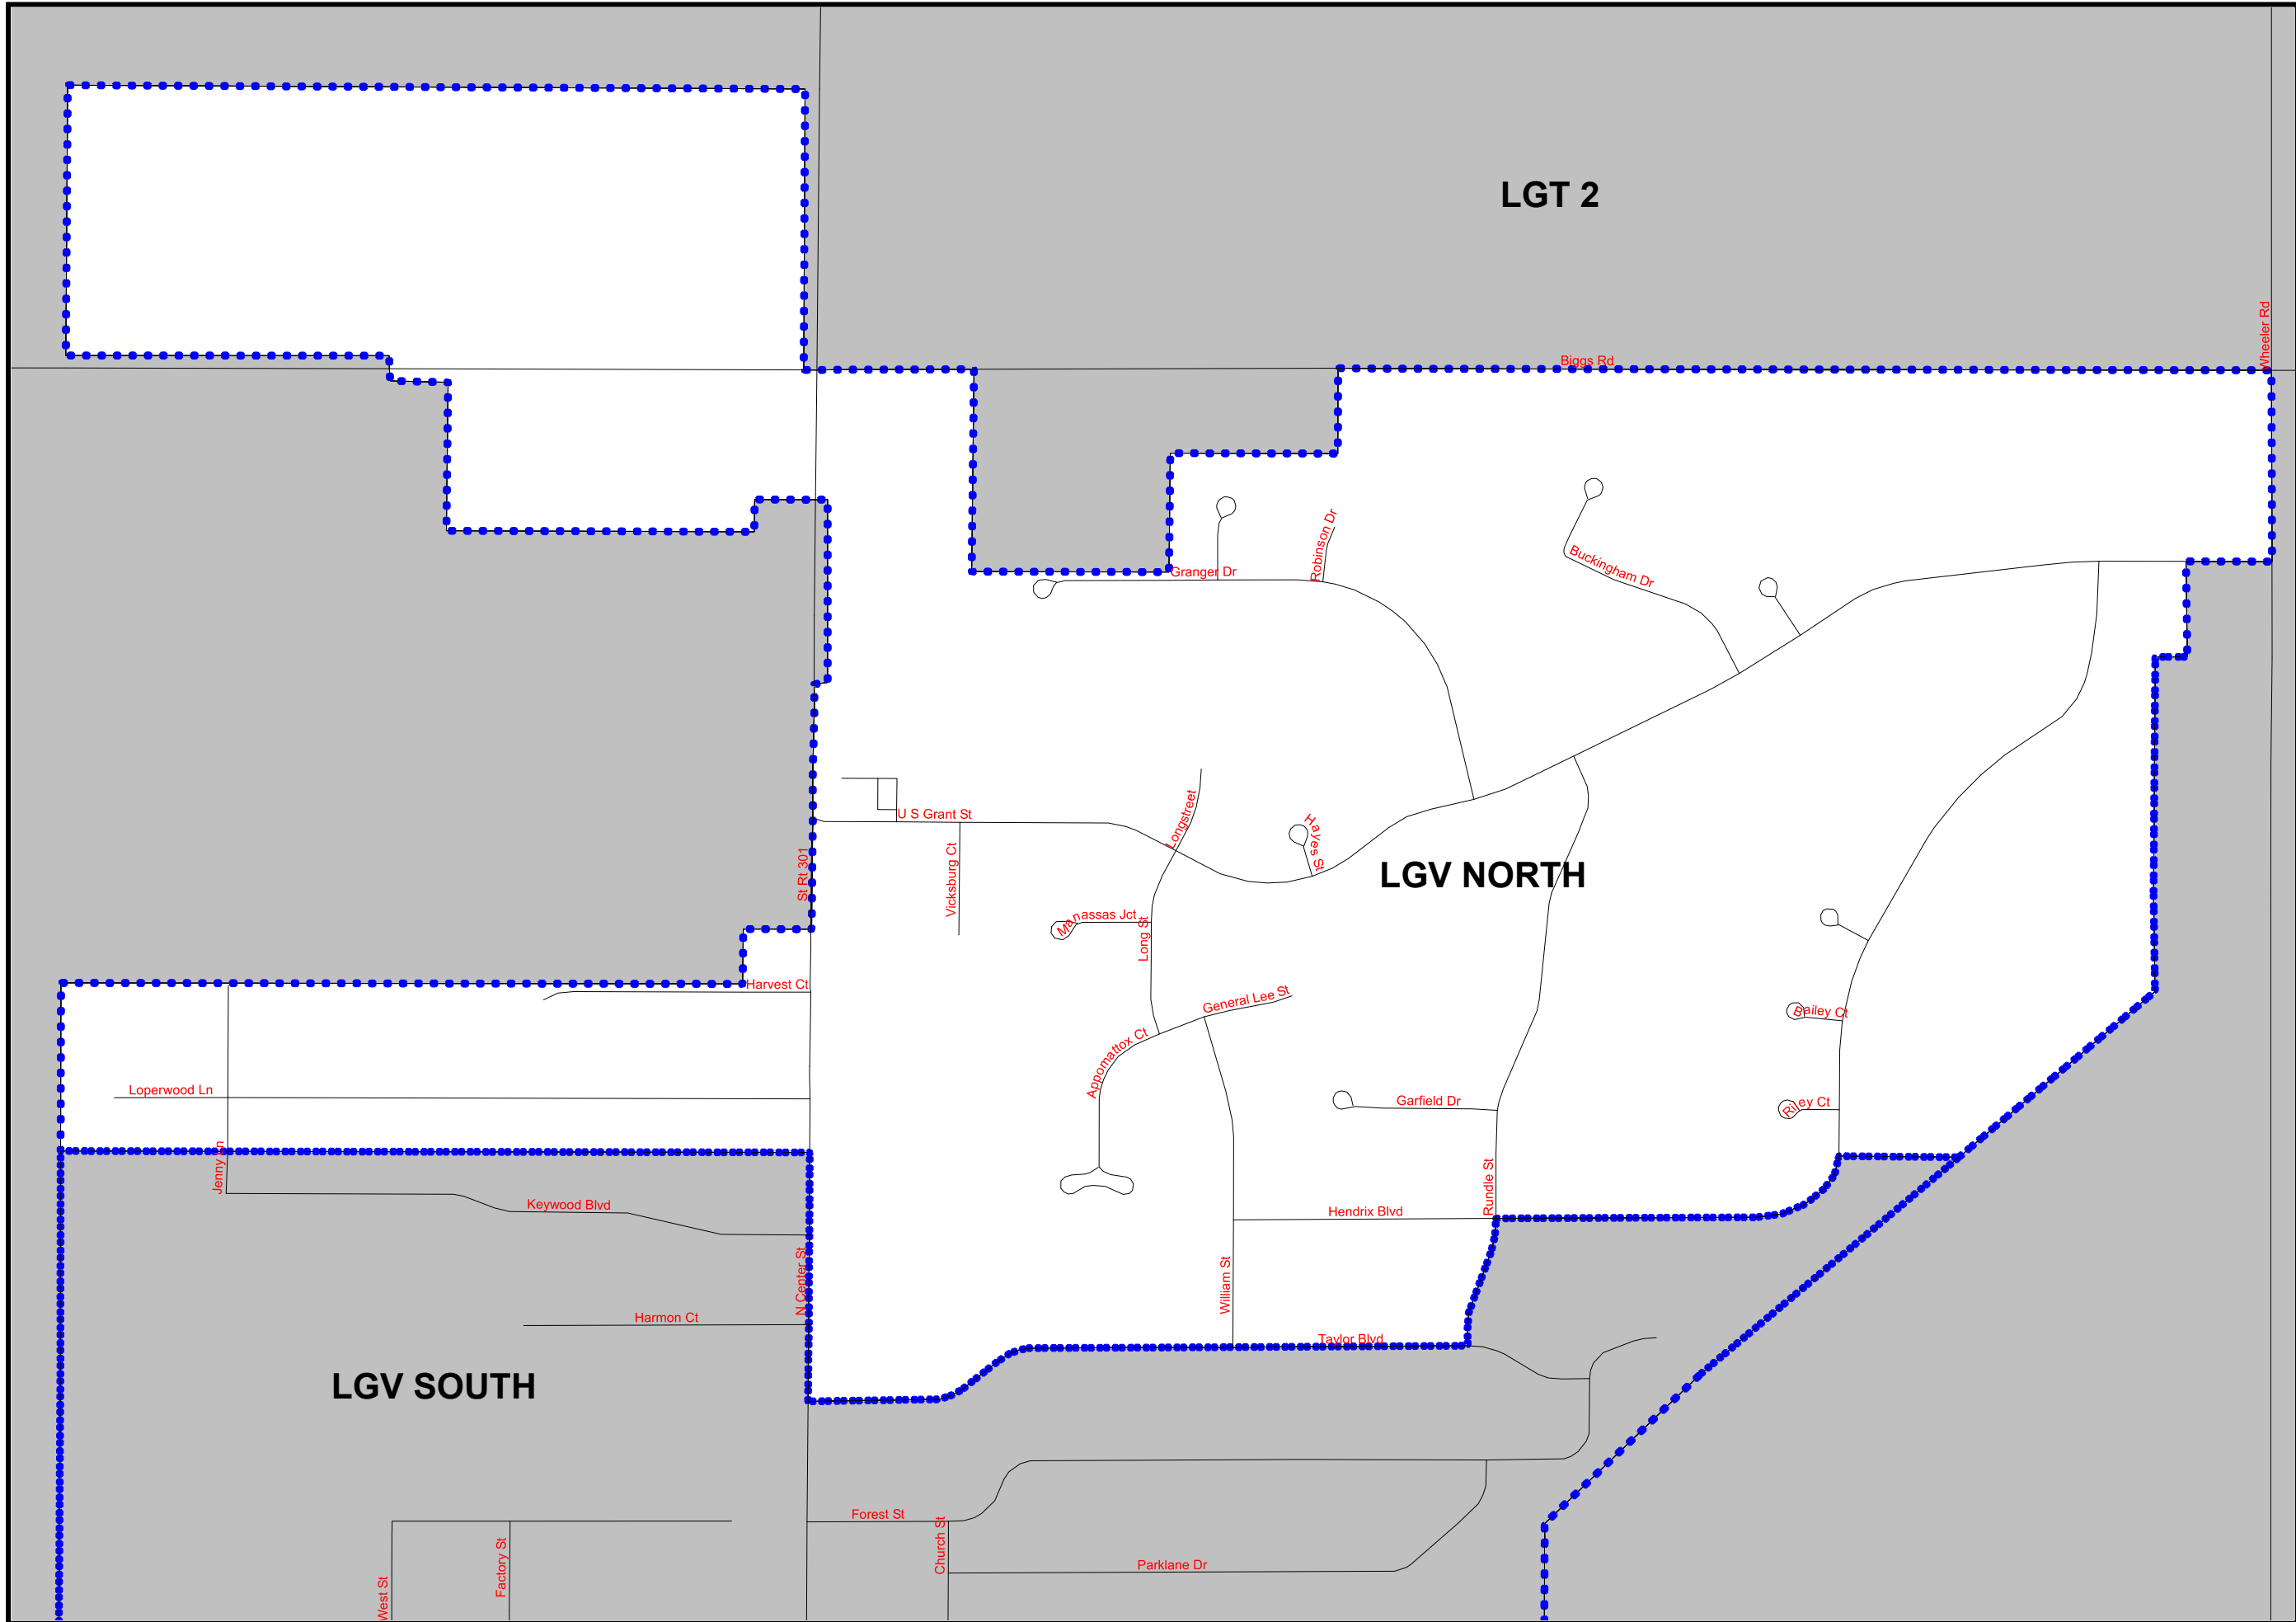 LGT 2
Wheeler Rd
Biggs Rd
Robinson Dr
Buckingham Dr
Granger Dr
Longstreet
U S Grant St
Hayes St
St Rt 301
Vicksburg Ct
LGV NORTH
Manassas Jct
Long St
Harvest Ct
General Lee St
Bailey Ct
Appomattox Ct
Loperwood Ln
Garfield Dr
Riley Ct
Jenny Ln
Rundle St
Keywood Blvd
Hendrix Blvd
N Center St
William St
Harmon Ct
Taylor Blvd
LGV SOUTH
Forest St
Church St
Factory St
Parklane Dr
West St